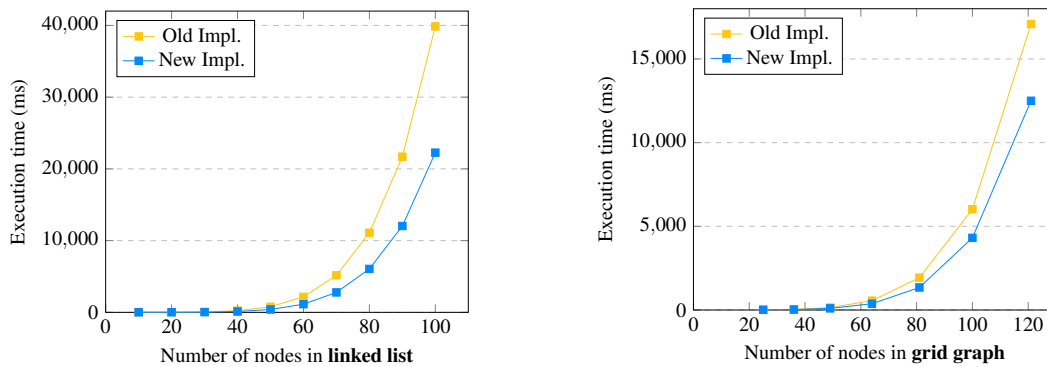 40,000
30,000
20,000
10,000
0
0 20 40 60 80 100
Execution time (ms)
Old Impl.
New Impl.
Number of nodes in linked list
15,000
10,000
5,000
0
0 20 40 60 80 100 120
Execution time (ms)
Old Impl.
New Impl.
Number of nodes in grid graph